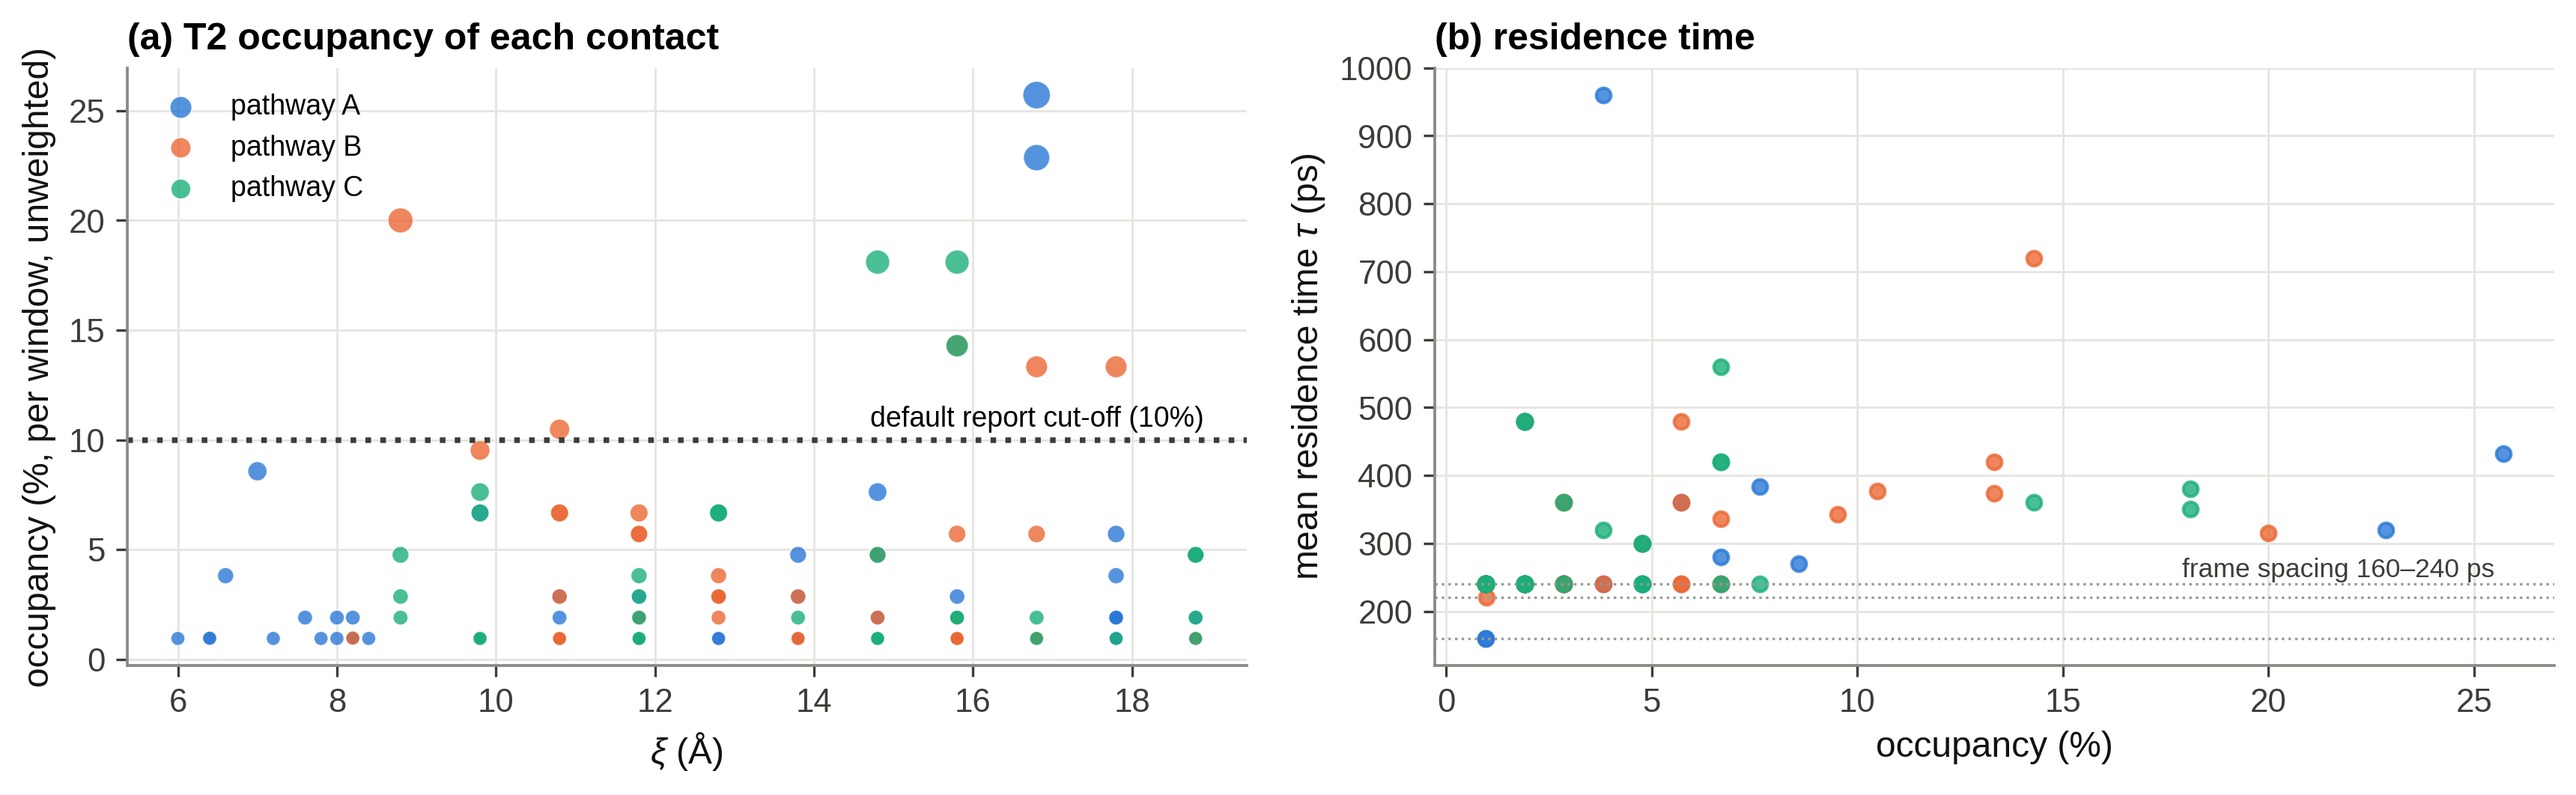 (a) T2 occupancy of each contact
occupancy (%, per window, unweighted)
25
20
15
10
5
0
pathway A
pathway B
pathway C
default report cut-off (10%)
6 8 10 12 14 16 18
ξ (Å)
(b) residence time
mean residence time τ (ps)
1000
900
800
700
600
500
400
300
200
frame spacing 160–240 ps
0 5 10 15 20 25
occupancy (%)